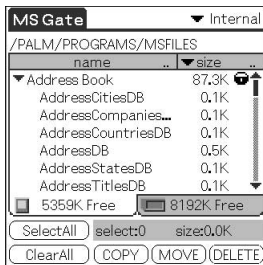 MS Gate ▼ Internal
/PALM/PROGRAMS/MSFILES
name .. ▼size ..
▼Address Book 87.3K
AddressCitiesDB 0.1K
AddressCompanies... 0.1K
AddressCountriesDB 0.1K
AddressDB 0.5K
AddressStatesDB 0.1K
AddressTitlesDB 0.1K
5359K Free 8192K Free
SelectAll select:0 size:0.0K
ClearAll COPY MOVE DELETE